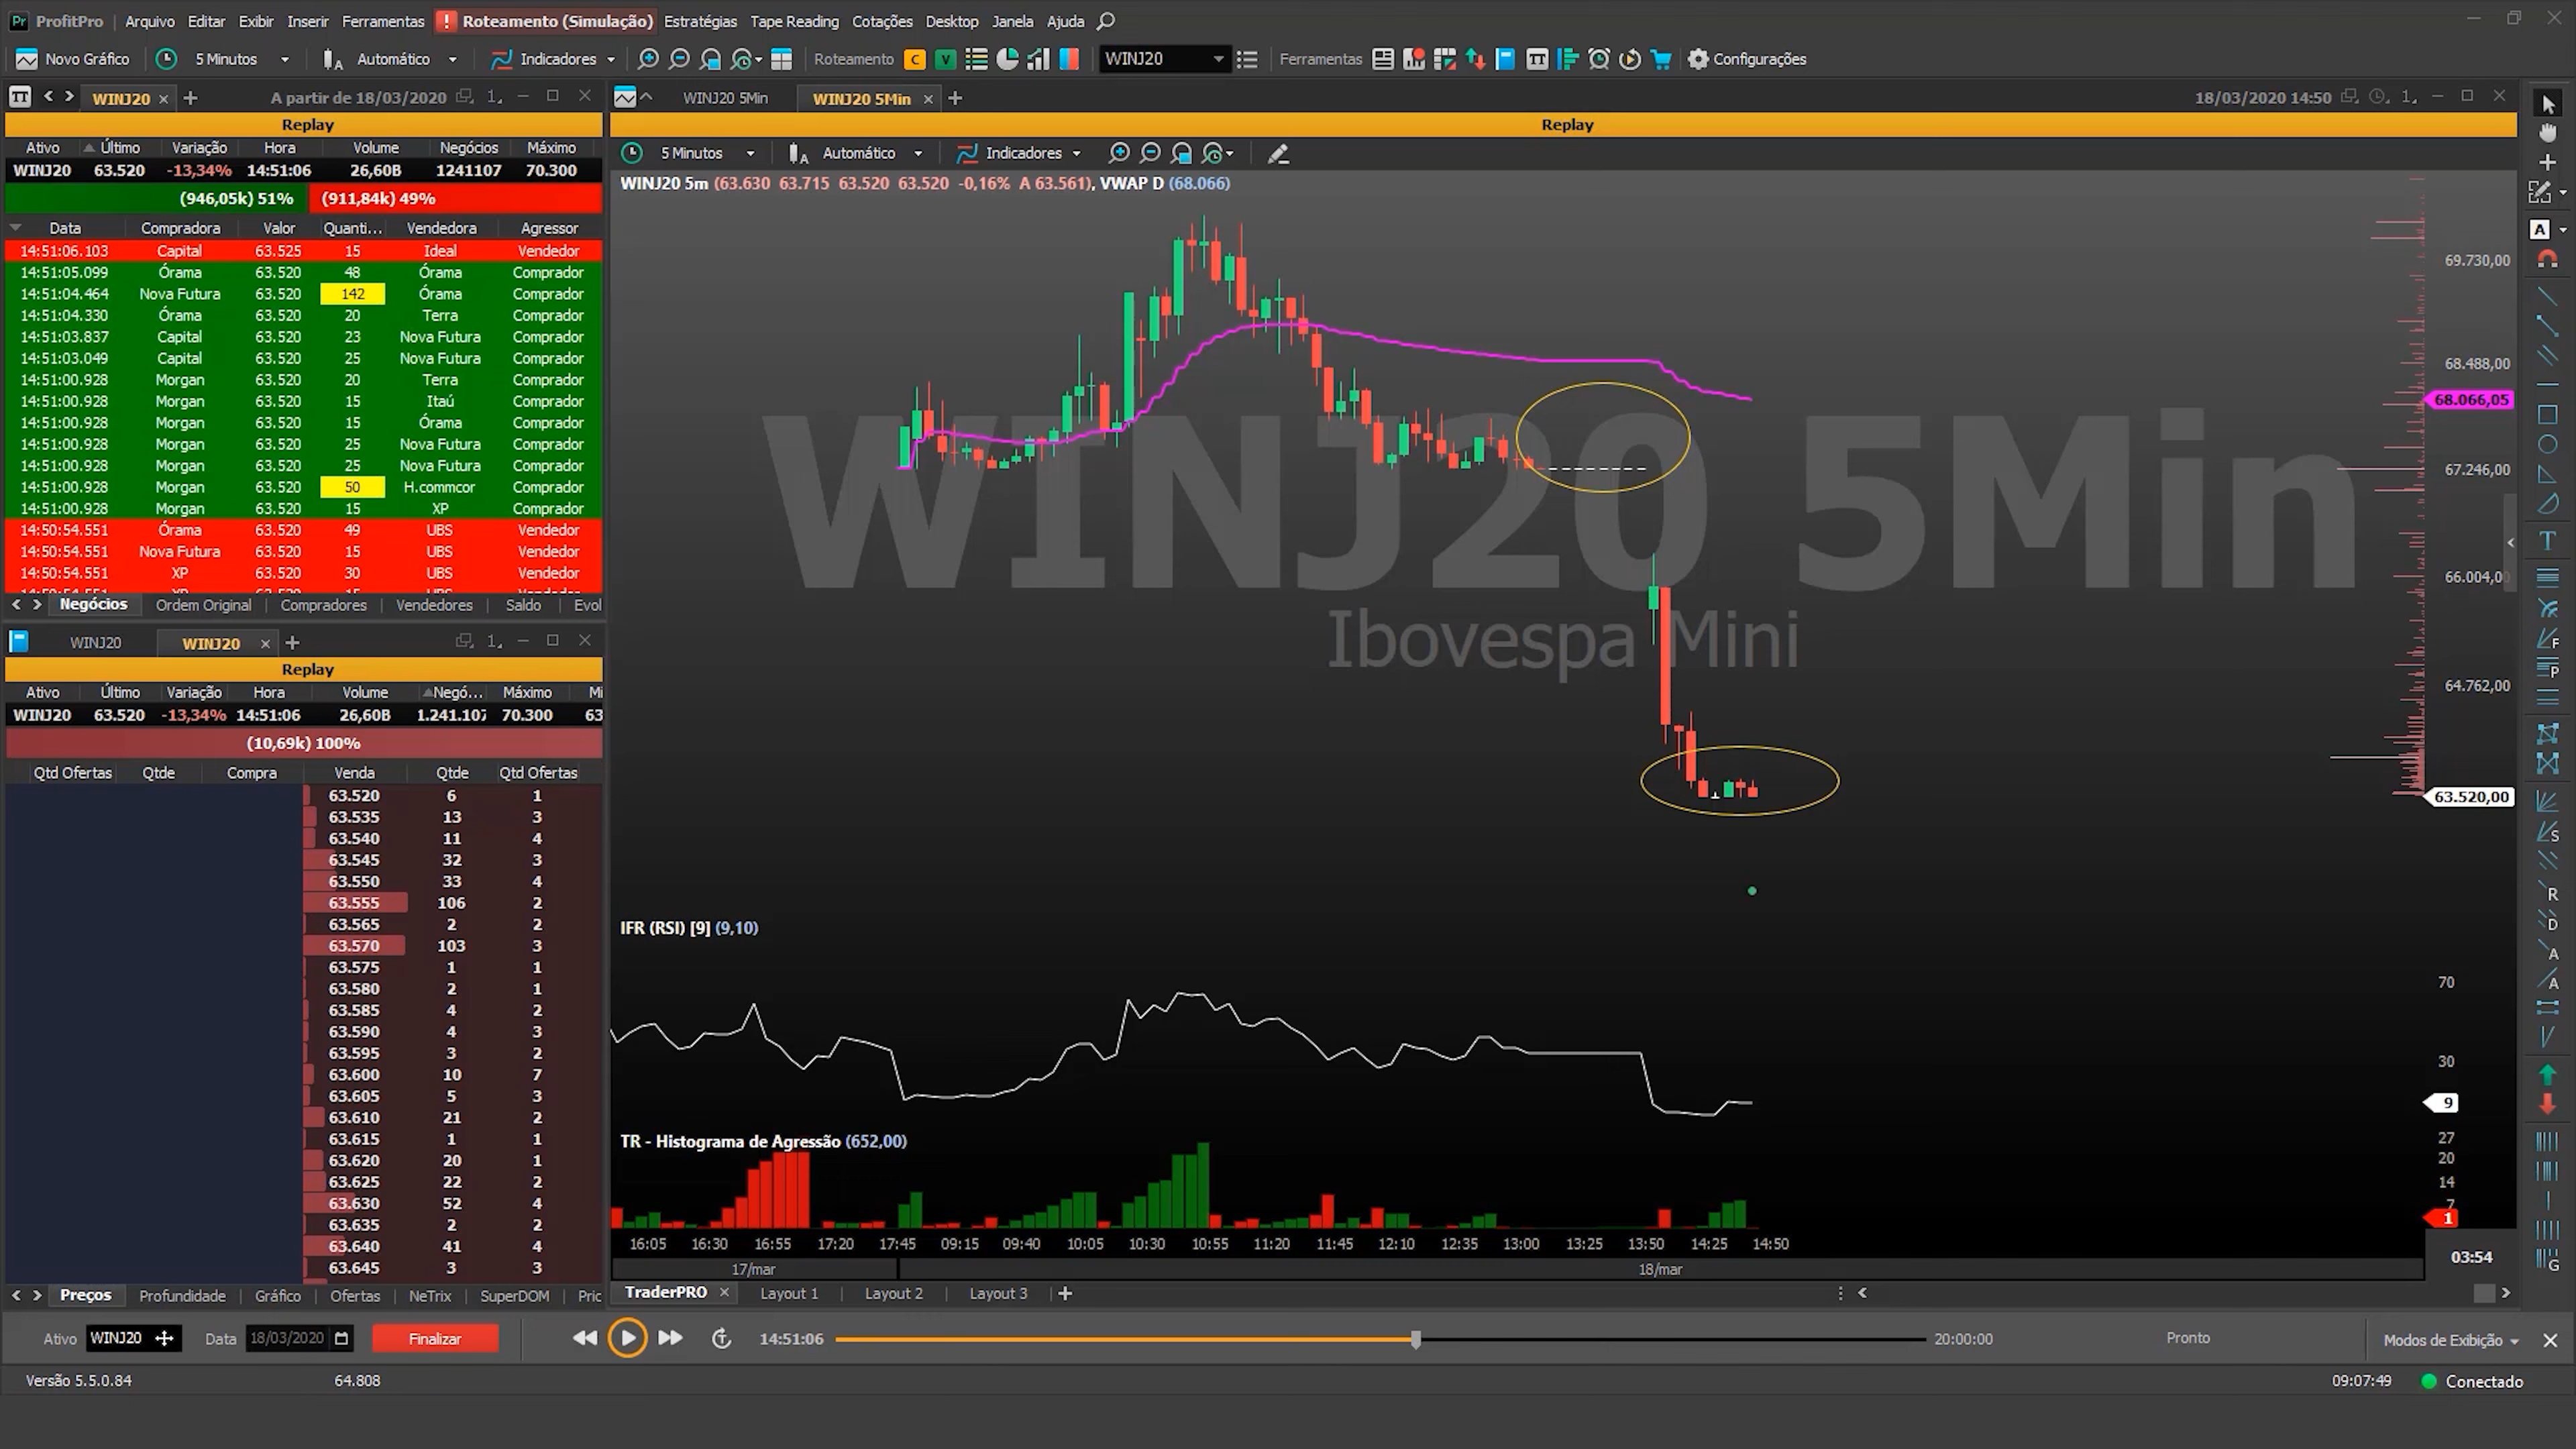 ProfitPro Arquivo Editar Exibir Inserir Ferramentas Roteamento (Simulação) Estratégias Tape Reading Cotações Desktop Janela Ajuda
Novo Gráfico 5 Minutos Automático Indicadores Roteamento C V WINJ20 Ferramentas Configurações
WINJ20 A partir de 18/03/2020 1
Replay
Ativo Último Variação Hora Volume Negócios Máximo
WINJ20 63.520 -13,34% 14:51:06 26,60B 1241107 70.300
(946,05k) 51% (911,84k) 49%
Data Compradora Valor Quanti... Vendedora Agressor
14:51:06.103 Capital 63.525 15 Ideal Vendedor
14:51:05.099 Órama 63.520 48 Órama Comprador
14:51:04.464 Nova Futura 63.520 142 Órama Comprador
14:51:04.330 Órama 63.520 20 Terra Comprador
14:51:03.837 Capital 63.520 23 Nova Futura Comprador
14:51:03.049 Capital 63.520 25 Nova Futura Comprador
14:51:00.928 Morgan 63.520 20 Terra Comprador
14:51:00.928 Morgan 63.520 15 Itaú Comprador
14:51:00.928 Morgan 63.520 15 Órama Comprador
14:51:00.928 Morgan 63.520 25 Nova Futura Comprador
14:51:00.928 Morgan 63.520 25 Nova Futura Comprador
14:51:00.928 Morgan 63.520 50 H.commcor Comprador
14:51:00.928 Morgan 63.520 15 XP Comprador
14:50:54.551 Órama 63.520 49 UBS Vendedor
14:50:54.551 Nova Futura 63.520 15 UBS Vendedor
14:50:54.551 XP 63.520 30 UBS Vendedor
Negócios Ordem Original Compradores Vendedores Saldo Evol
WINJ20 WINJ20 1
Replay
Ativo Último Variação Hora Volume Negó... Máximo Mi
WINJ20 63.520 -13,34% 14:51:06 26,60B 1.241.107 70.300 63
(10,69k) 100%
Qtd Ofertas Qtde Compra Venda Qtde Qtd Ofertas
63.520 6 1
63.535 13 3
63.540 11 4
63.545 32 3
63.550 33 4
63.555 106 2
63.565 2 2
63.570 103 3
63.575 1 1
63.580 2 1
63.585 4 2
63.590 4 3
63.595 3 2
63.600 10 7
63.605 5 3
63.610 21 2
63.615 1 1
63.620 20 1
63.625 22 2
63.630 52 4
63.635 2 2
63.640 41 4
63.645 3 3
Preços Profundidade Gráfico Ofertas NeTrix SuperDOM Pric
WINJ20 5Min WINJ20 5Min 18/03/2020 14:50 1
Replay
5 Minutos Automático Indicadores
WINJ20 5m (63.630 63.715 63.520 63.520 -0,16% A 63.561), VWAP D (68.066)
69.730,00
68.488,00
68.066,05
67.246,00
66.004,0
64.762,00
63.520,00
WINJ20 5Min
Ibovespa Mini
IFR (RSI) [9] (9,10)
70
30
9
TR - Histograma de Agressão (652,00)
27
20
14
7
1
16:05 16:30 16:55 17:20 17:45 09:15 09:40 10:05 10:30 10:55 11:20 11:45 12:10 12:35 13:00 13:25 13:50 14:25 14:50
03:54
17/mar 18/mar
TraderPRO Layout 1 Layout 2 Layout 3
Ativo WINJ20 Data 18/03/2020 Finalizar 14:51:06 20:00:00 Pronto Modos de Exibição
Versão 5.5.0.84 64.808 09:07:49 Conectado